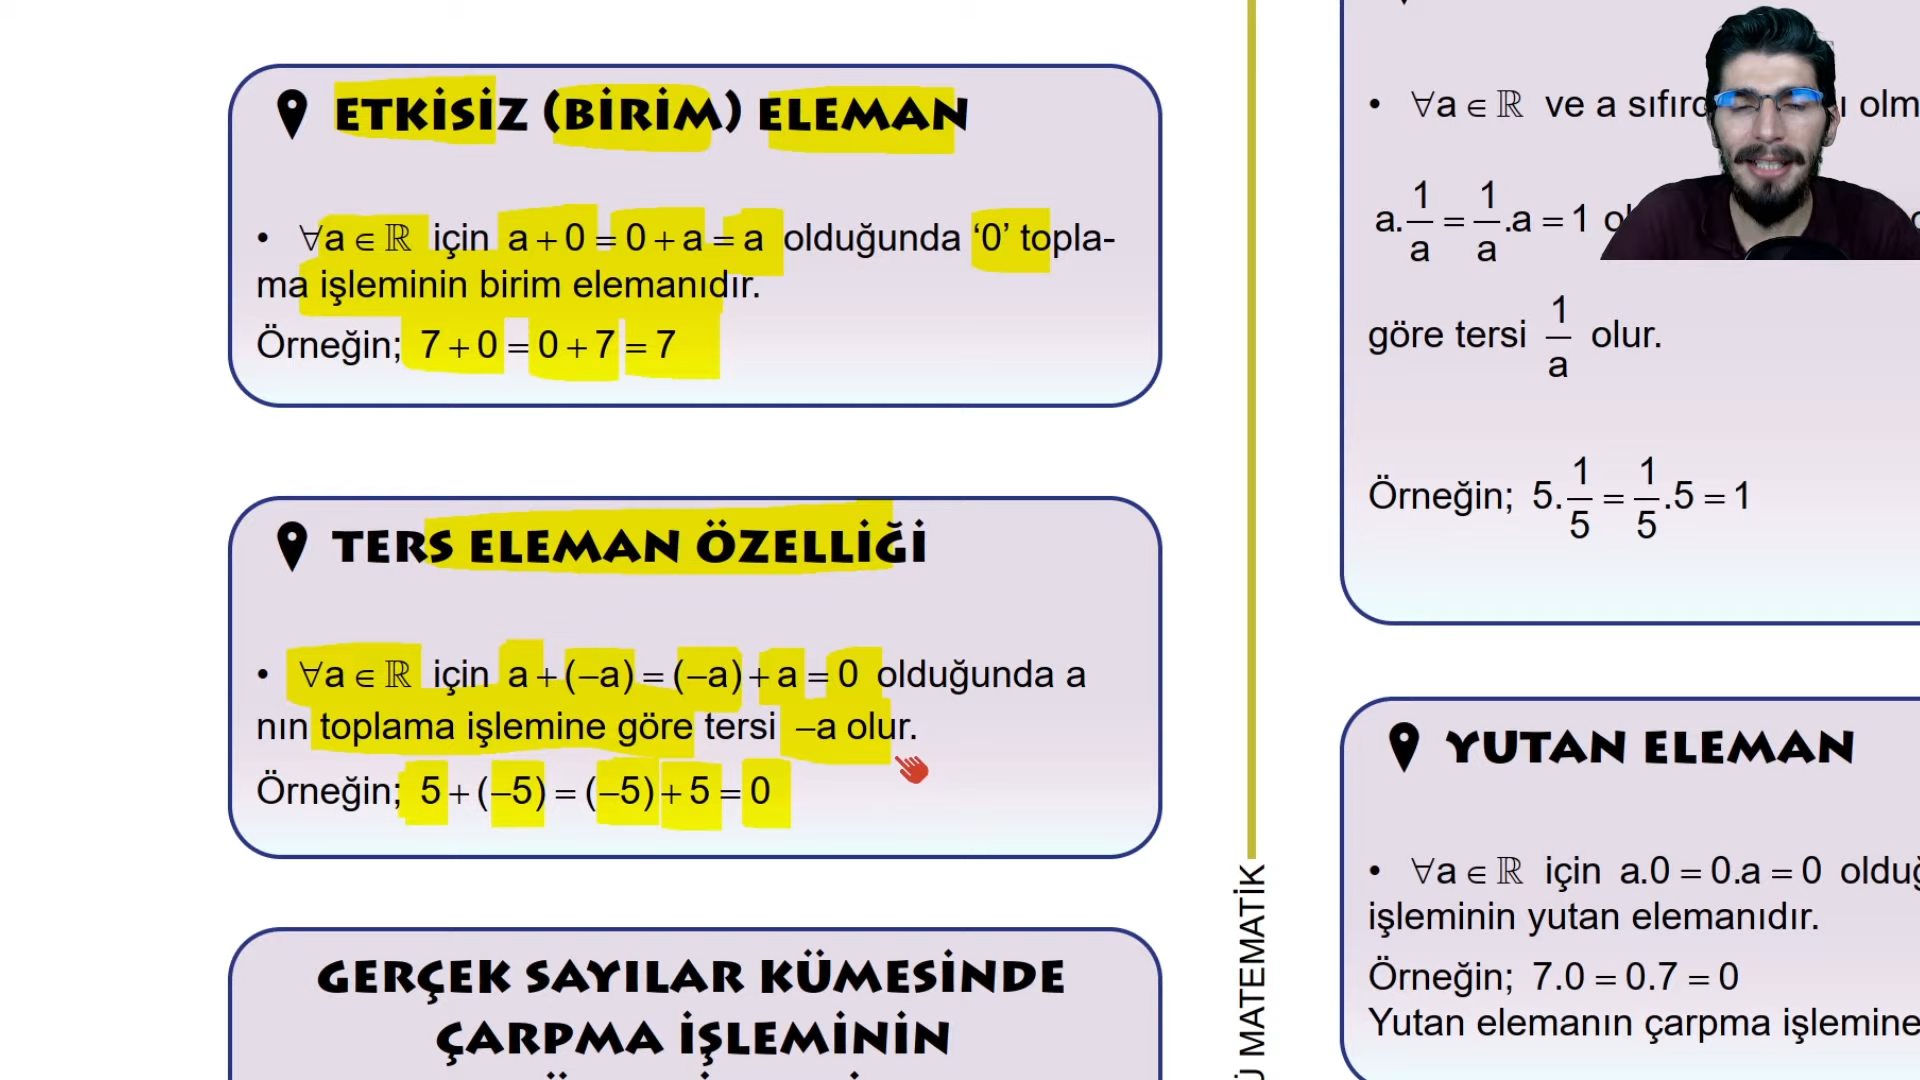 ETKİSİZ (BİRİM) ELEMAN
• ∀a ∈ ℝ için a + 0 = 0 + a = a olduğunda ‘0’ topla-
ma işleminin birim elemanıdır.
Örneğin; 7 + 0 = 0 + 7 = 7
TERS ELEMAN ÖZELLİĞİ
• ∀a ∈ ℝ için a + (–a) = (–a) + a = 0 olduğunda a
nın toplama işlemine göre tersi –a olur.
Örneğin; 5 + (–5) = (–5) + 5 = 0
GERÇEK SAYILAR KÜMESİNDE
ÇARPMA İŞLEMİNİN
MATEMATİK
• ∀a ∈ ℝ ve a
a.1/a = 1/a.a = 1
göre tersi 1/a olur.
Örneğin; 5.1/5 = 1/5.5 = 1
YUTAN ELEMAN
• ∀a ∈ ℝ için a.0 = 0.a = 0
işleminin yutan elemanıdır.
Örneğin; 7.0 = 0.7 = 0
Yutan elemanın çarpma işlemine